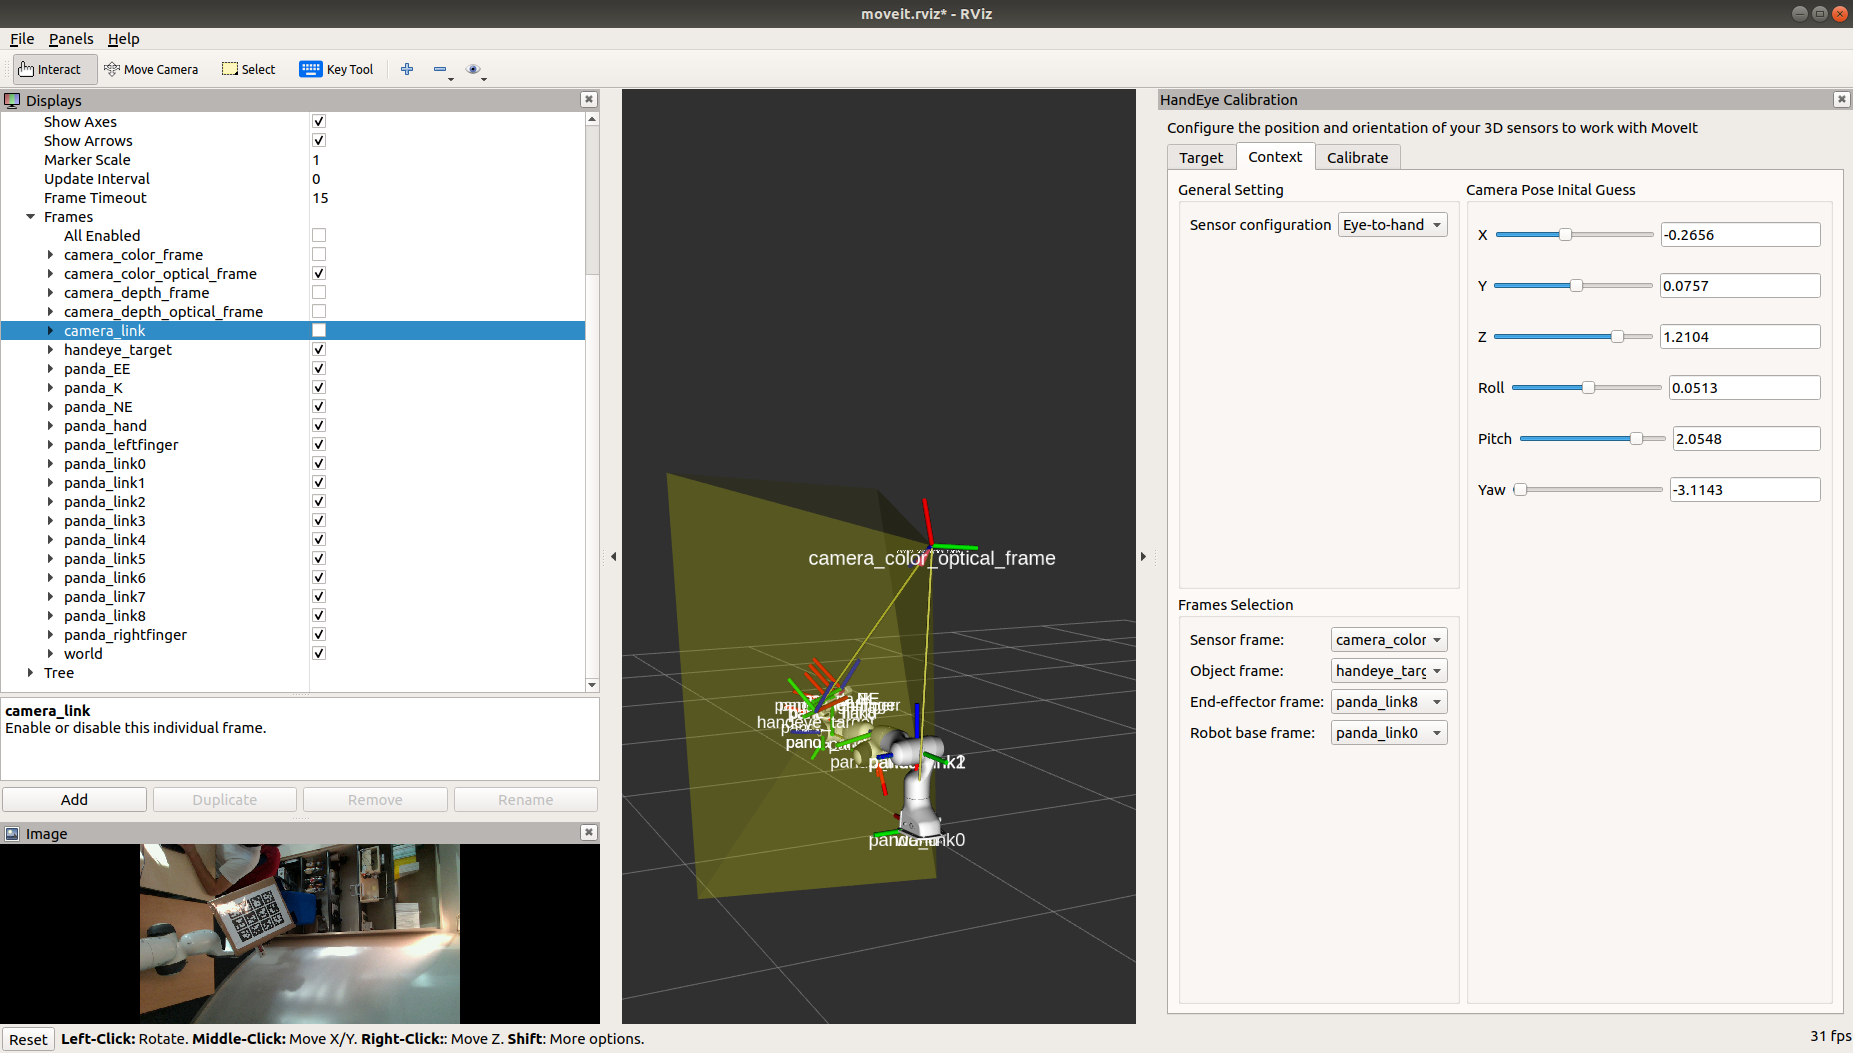 moveit.rviz* - RViz
File Panels Help
Interact Move Camera Select Key Tool
Displays
Show Axes
Show Arrows
Marker Scale 1
Update Interval 0
Frame Timeout 15
Frames
All Enabled
camera_color_frame
camera_color_optical_frame
camera_depth_frame
camera_depth_optical_frame
camera_link
handeye_target
panda_EE
panda_K
panda_NE
panda_hand
panda_leftfinger
panda_link0
panda_link1
panda_link2
panda_link3
panda_link4
panda_link5
panda_link6
panda_link7
panda_link8
panda_rightfinger
world
Tree
camera_link
Enable or disable this individual frame.
Add Duplicate Remove Rename
Image
camera_color_optical_frame
HandEye Calibration
Configure the position and orientation of your 3D sensors to work with MoveIt
Target Context Calibrate
General Setting
Sensor configuration Eye-to-hand
Camera Pose Inital Guess
X -0.2656
Y 0.0757
Z 1.2104
Roll 0.0513
Pitch 2.0548
Yaw -3.1143
Frames Selection
Sensor frame: camera_color
Object frame: handeye_targ
End-effector frame: panda_link8
Robot base frame: panda_link0
Reset Left-Click: Rotate. Middle-Click: Move X/Y. Right-Click:: Move Z. Shift: More options.
31 fps